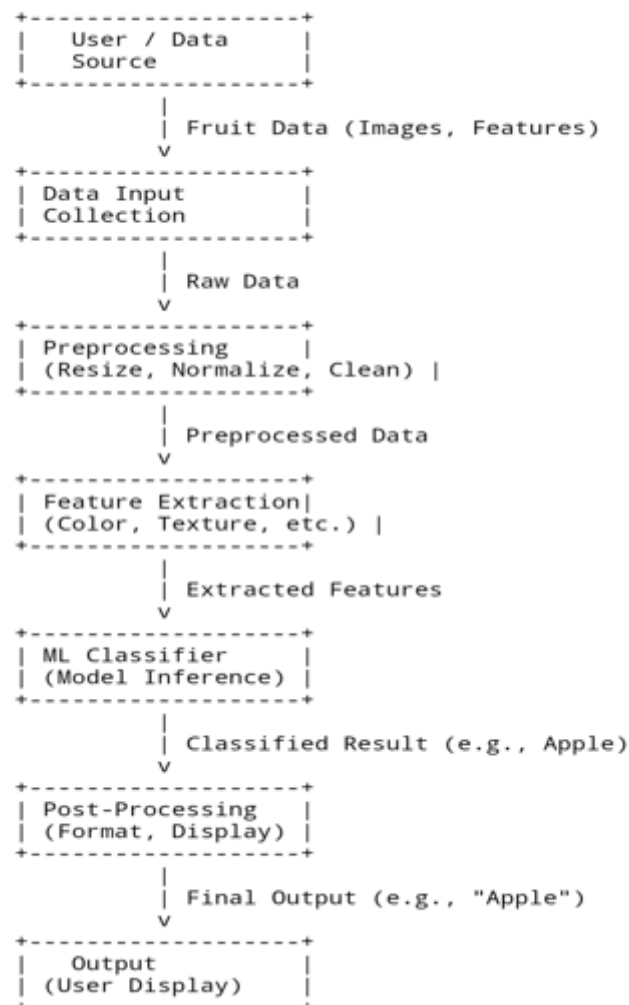 User / Data
Source
Fruit Data (Images, Features)
Data Input
Collection
Raw Data
Preprocessing
(Resize, Normalize, Clean)
Preprocessed Data
Feature Extraction
(Color, Texture, etc.)
Extracted Features
ML Classifier
(Model Inference)
Classified Result (e.g., Apple)
Post-Processing
(Format, Display)
Final Output (e.g., "Apple")
Output
(User Display)